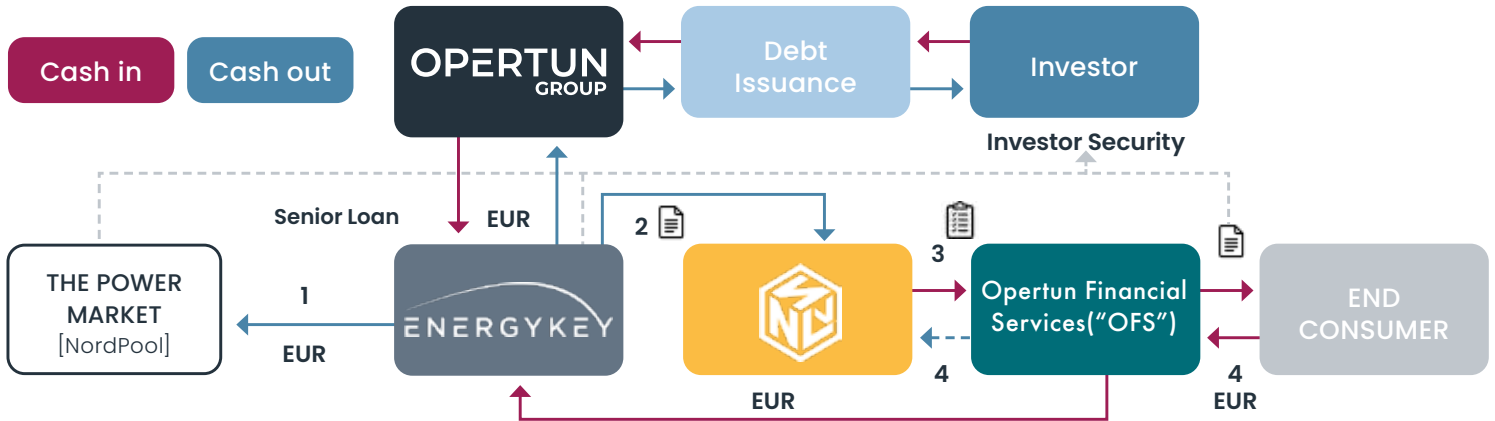 Cash in
Cash out
OPERTUN
GROUP
Debt
Issuance
Investor
Investor Security
Senior Loan
EUR
2
3
THE POWER
MARKET
[NordPool]
1
EUR
ENERGYKEY
Opertun Financial
Services("OFS")
END
CONSUMER
4
4
EUR
EUR